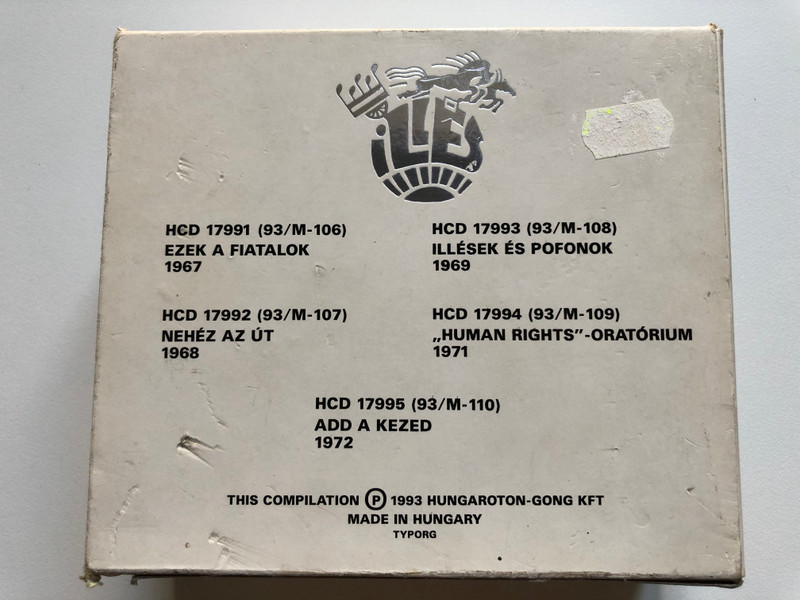 iLLÉS
HCD 17991 (93/M-106)
EZEK A FIATALOK
1967
HCD 17993 (93/M-108)
ILLÉSEK ÉS POFONOK
1969
HCD 17992 (93/M-107)
NEHÉZ AZ ÚT
1968
HCD 17994 (93/M-109)
„HUMAN RIGHTS”-ORATÓRIUM
1971
HCD 17995 (93/M-110)
ADD A KEZED
1972
THIS COMPILATION Ⓟ 1993 HUNGAROTON-GONG KFT
MADE IN HUNGARY
TYPORG